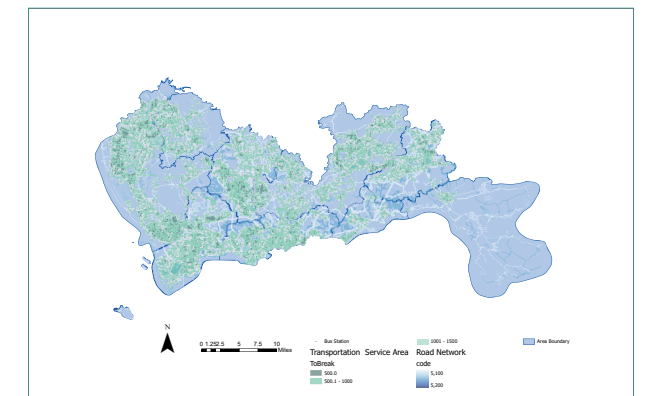 N
0 1.252.5 5 7.5 10
Miles
Bus Station
Transportation Service Area
ToBreak
500.0
500.1 - 1000
1001 - 1500
Road Network
code
5,100
5,200
Area Boundary